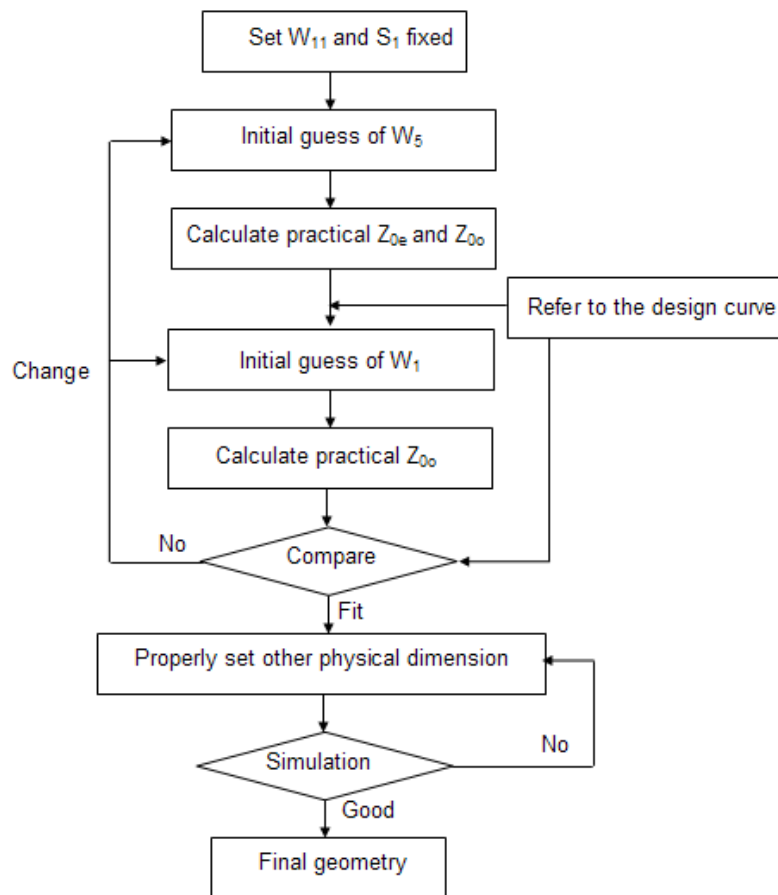 Set W₁₁ and S₁ fixed
Initial guess of W₅
Calculate practical Z₀ₑ and Z₀ₒ
Refer to the design curve
Initial guess of W₁
Change
Calculate practical Z₀ₒ
No
Compare
Fit
Properly set other physical dimension
Simulation
No
Good
Final geometry